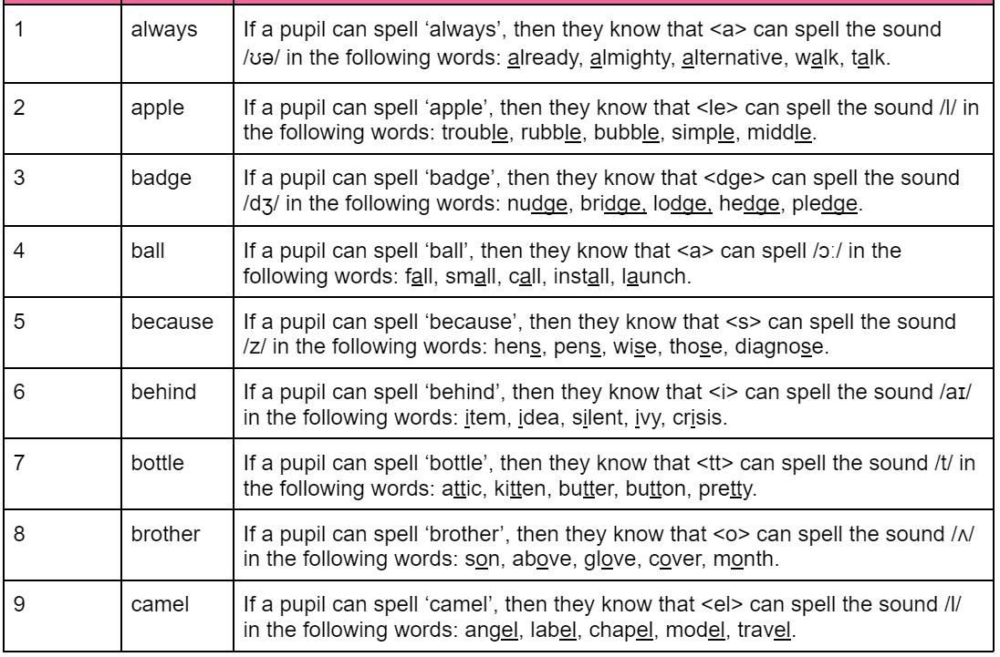 1 always If a pupil can spell ‘always’, then they know that <a> can spell the sound
/ʊə/ in the following words: already, almighty, alternative, walk, talk.
2 apple If a pupil can spell ‘apple’, then they know that <le> can spell the sound /l/ in
the following words: trouble, rubble, bubble, simple, middle.
3 badge If a pupil can spell ‘badge’, then they know that <dge> can spell the sound
/dʒ/ in the following words: nudge, bridge, lodge, hedge, pledge.
4 ball If a pupil can spell ‘ball’, then they know that <a> can spell /ɔː/ in the
following words: fall, small, call, install, launch.
5 because If a pupil can spell ‘because’, then they know that <s> can spell the sound
/z/ in the following words: hens, pens, wise, those, diagnose.
6 behind If a pupil can spell ‘behind’, then they know that <i> can spell the sound /aɪ/
in the following words: item, idea, silent, ivy, crisis.
7 bottle If a pupil can spell ‘bottle’, then they know that <tt> can spell the sound /t/ in
the following words: attic, kitten, butter, button, pretty.
8 brother If a pupil can spell ‘brother’, then they know that <o> can spell the sound /ʌ/
in the following words: son, above, glove, cover, month.
9 camel If a pupil can spell ‘camel’, then they know that <el> can spell the sound /l/
in the following words: angel, label, chapel, model, travel.